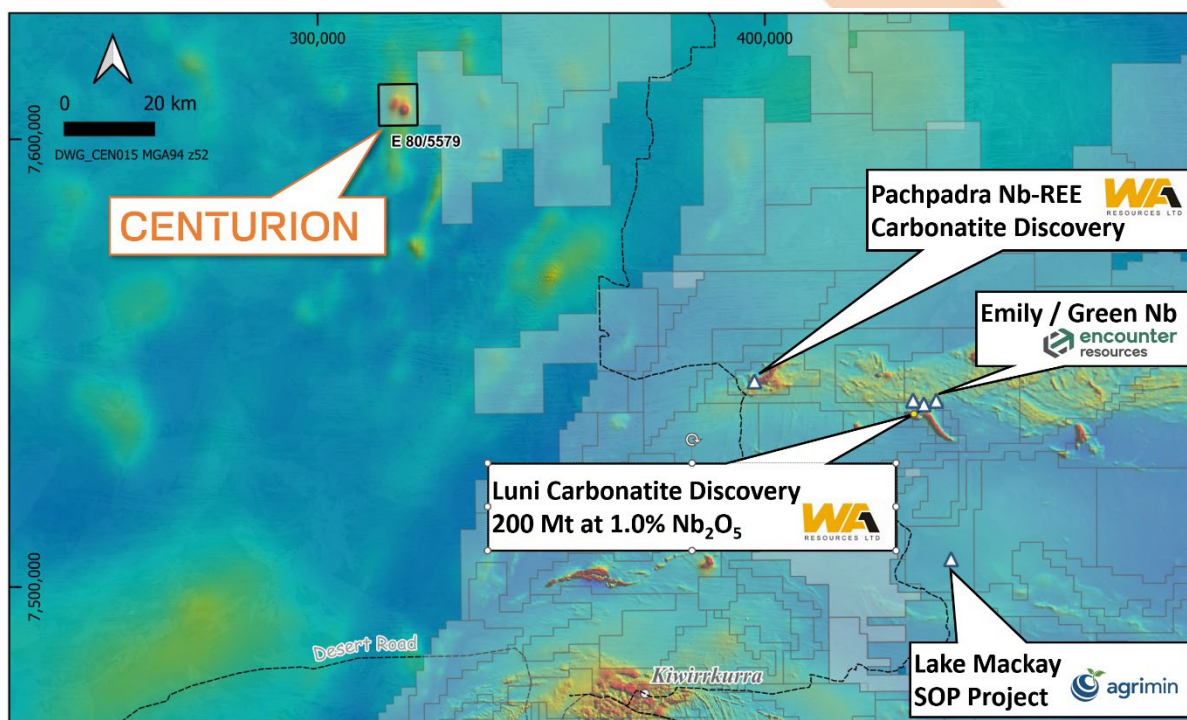 300,000
400,000
0 20 km
DWG_CEN015 MGA94 z52
7,600,000
E 80/5579
CENTURION
Pachpadra Nb-REE
Carbonatite Discovery
WA
RESOURCES LTD
Emily / Green Nb
encounter
resources
Luni Carbonatite Discovery
200 Mt at 1.0% Nb₂O₅
WA
RESOURCES LTD
7,500,000
Desert Road
Kiwirrkurra
Lake Mackay
SOP Project
agrimin